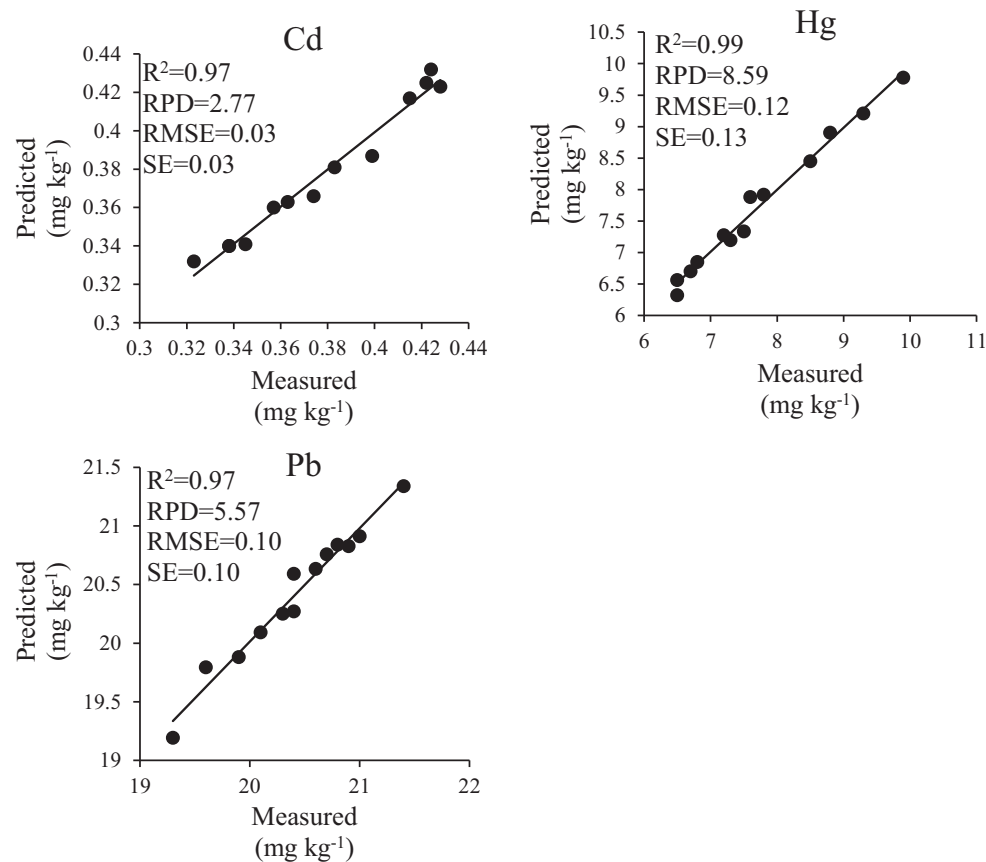 Cd
R²=0.97
RPD=2.77
RMSE=0.03
SE=0.03
Predicted
(mg kg⁻¹)
0.44
0.42
0.4
0.38
0.36
0.34
0.32
0.3
0.3 0.32 0.34 0.36 0.38 0.4 0.42 0.44
Measured
(mg kg⁻¹)
Hg
R²=0.99
RPD=8.59
RMSE=0.12
SE=0.13
Predicted
(mg kg⁻¹)
10.5
10
9.5
9
8.5
8
7.5
7
6.5
6
6 7 8 9 10 11
Measured
(mg kg⁻¹)
Pb
R²=0.97
RPD=5.57
RMSE=0.10
SE=0.10
Predicted
(mg kg⁻¹)
21.5
21
20.5
20
19.5
19
19 20 21 22
Measured
(mg kg⁻¹)